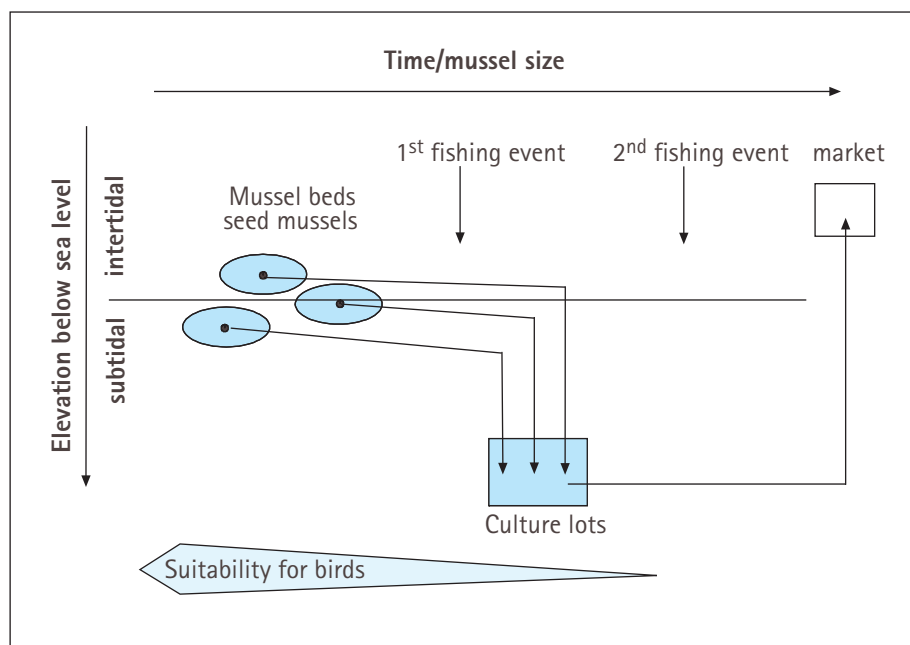 Time/mussel size
1st fishing event
2nd fishing event
market
Mussel beds
seed mussels
Elevation below sea level
intertidal
subtidal
Culture lots
Suitability for birds